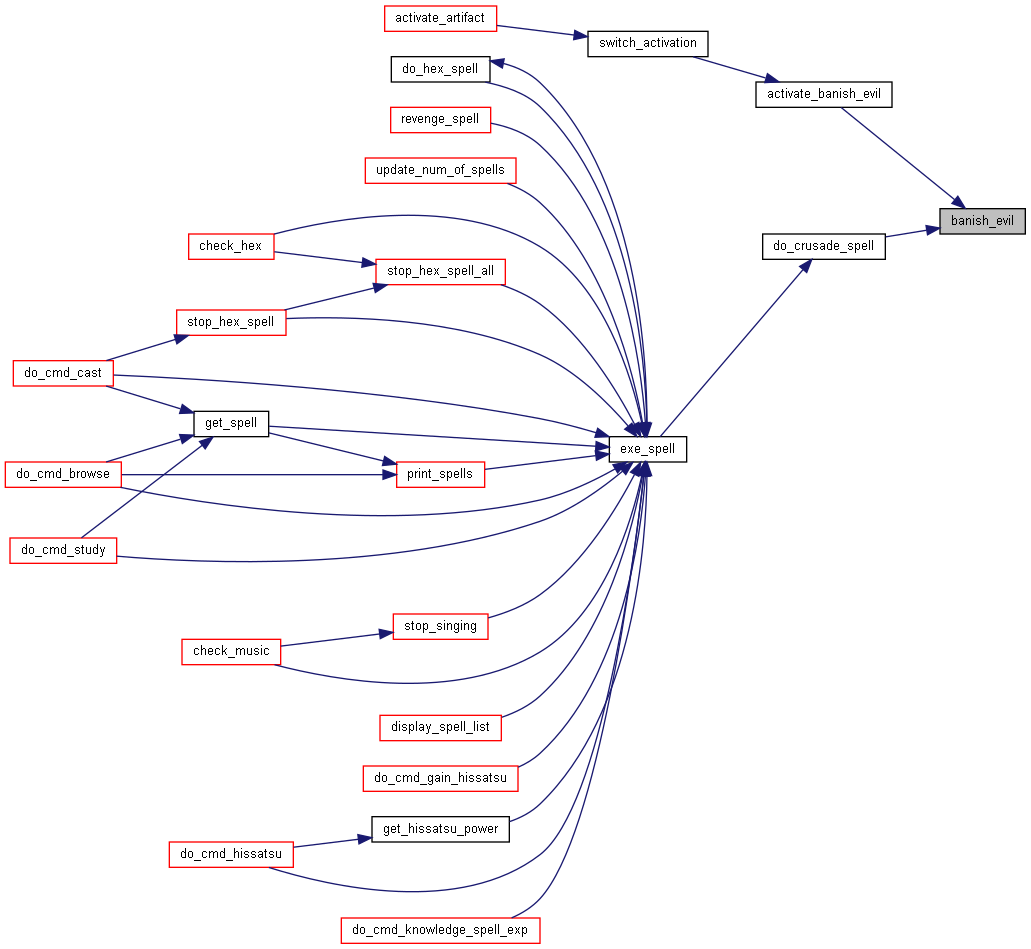 activate_artifact
switch_activation
do_hex_spell
activate_banish_evil
revenge_spell
update_num_of_spells
banish_evil
check_hex
do_crusade_spell
stop_hex_spell_all
stop_hex_spell
do_cmd_cast
get_spell
exe_spell
do_cmd_browse
print_spells
do_cmd_study
stop_singing
check_music
display_spell_list
do_cmd_gain_hissatsu
get_hissatsu_power
do_cmd_hissatsu
do_cmd_knowledge_spell_exp